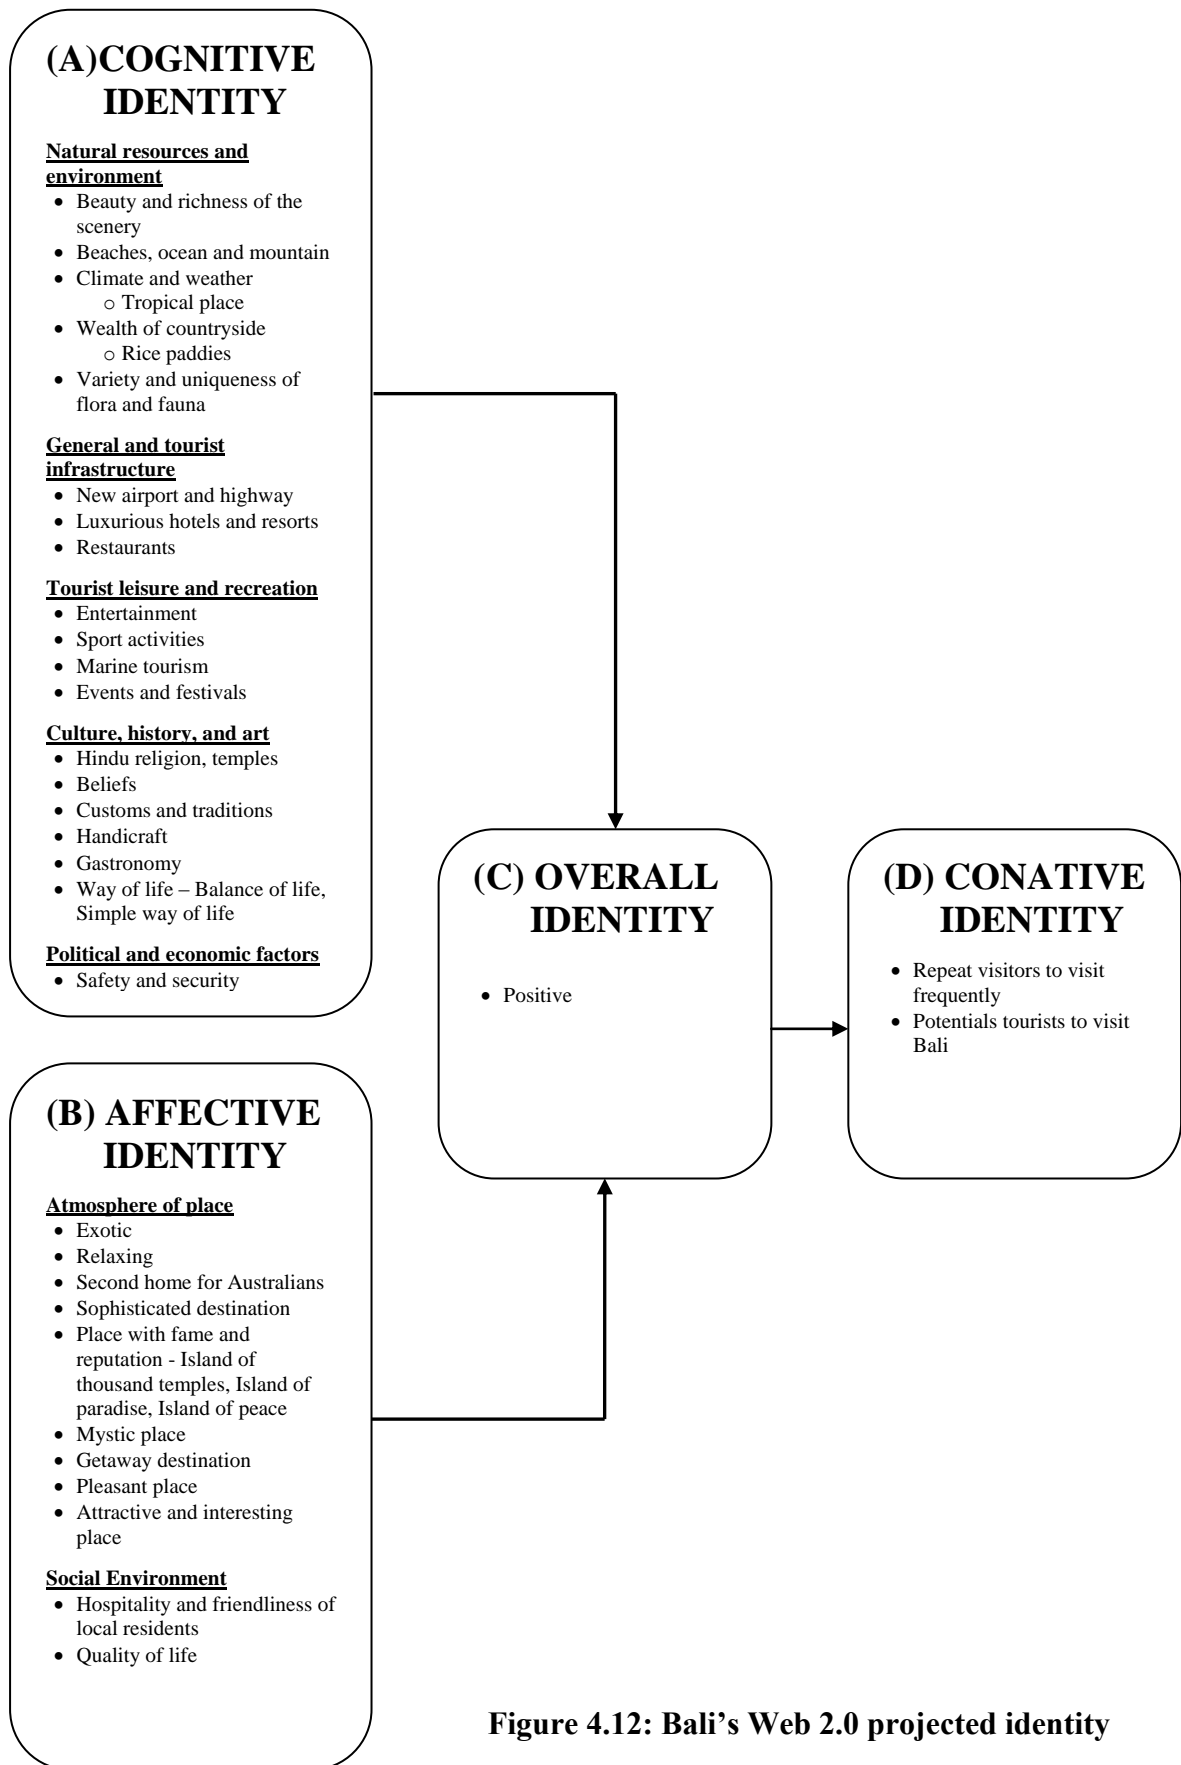 (A)COGNITIVE
IDENTITY
Natural resources and
environment
• Beauty and richness of the
scenery
• Beaches, ocean and mountain
• Climate and weather
o Tropical place
• Wealth of countryside
o Rice paddies
• Variety and uniqueness of
flora and fauna
General and tourist
infrastructure
• New airport and highway
• Luxurious hotels and resorts
• Restaurants
Tourist leisure and recreation
• Entertainment
• Sport activities
• Marine tourism
• Events and festivals
Culture, history, and art
• Hindu religion, temples
• Beliefs
• Customs and traditions
• Handicraft
• Gastronomy
• Way of life – Balance of life,
Simple way of life
Political and economic factors
• Safety and security
(B) AFFECTIVE
IDENTITY
Atmosphere of place
• Exotic
• Relaxing
• Second home for Australians
• Sophisticated destination
• Place with fame and
reputation - Island of
thousand temples, Island of
paradise, Island of peace
• Mystic place
• Getaway destination
• Pleasant place
• Attractive and interesting
place
Social Environment
• Hospitality and friendliness of
local residents
• Quality of life
(C) OVERALL
IDENTITY
• Positive
(D) CONATIVE
IDENTITY
• Repeat visitors to visit
frequently
• Potentials tourists to visit
Bali
Figure 4.12: Bali’s Web 2.0 projected identity